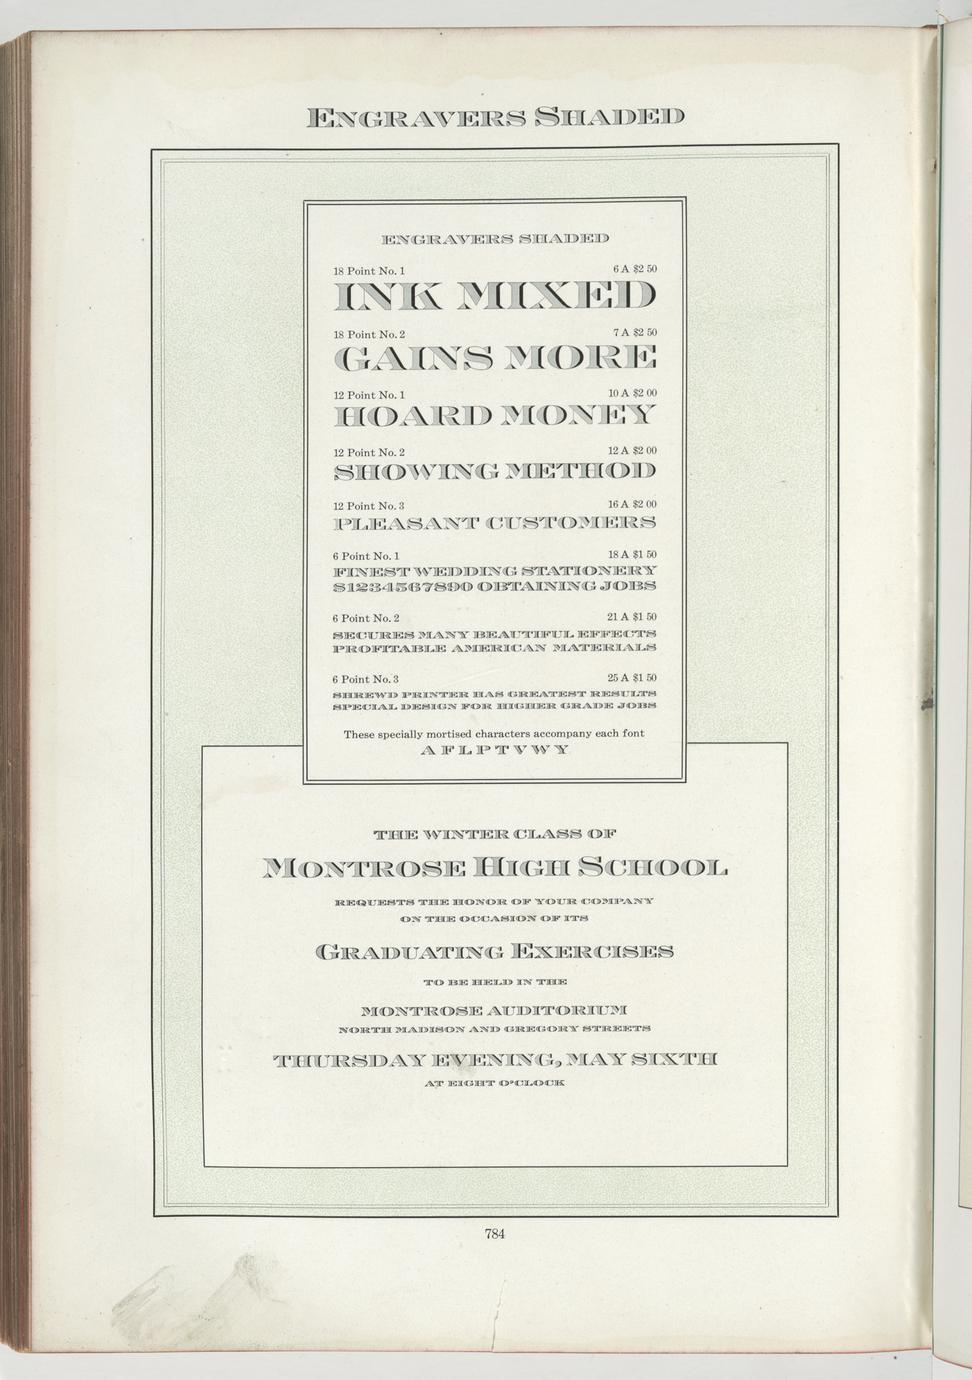 ENGRAVERS SHADED
ENGRAVERS SHADED
18 Point No. 1 6 A $2 50
INK MIXED
18 Point No. 2 7 A $2 50
GAINS MORE
12 Point No. 1 10 A $2 00
HOARD MONEY
12 Point No. 2 12 A $2 00
SHOWING METHOD
12 Point No. 3 16 A $2 00
PLEASANT CUSTOMERS
6 Point No. 1 18 A $1 50
FINEST WEDDING STATIONERY
$1234567890 OBTAINING JOBS
6 Point No. 2 21 A $1 50
SECURES MANY BEAUTIFUL EFFECTS
PROFITABLE AMERICAN MATERIALS
6 Point No. 3 25 A $1 50
SHREWD PRINTER HAS GREATEST RESULTS
SPECIAL DESIGN FOR HIGHER GRADE JOBS
These specially mortised characters accompany each font
A F L P T V W Y
THE WINTER CLASS OF
MONTROSE HIGH SCHOOL
REQUESTS THE HONOR OF YOUR COMPANY
ON THE OCCASION OF ITS
GRADUATING EXERCISES
TO BE HELD IN THE
MONTROSE AUDITORIUM
NORTH MADISON AND GREGORY STREETS
THURSDAY EVENING, MAY SIXTH
AT EIGHT O'CLOCK
784